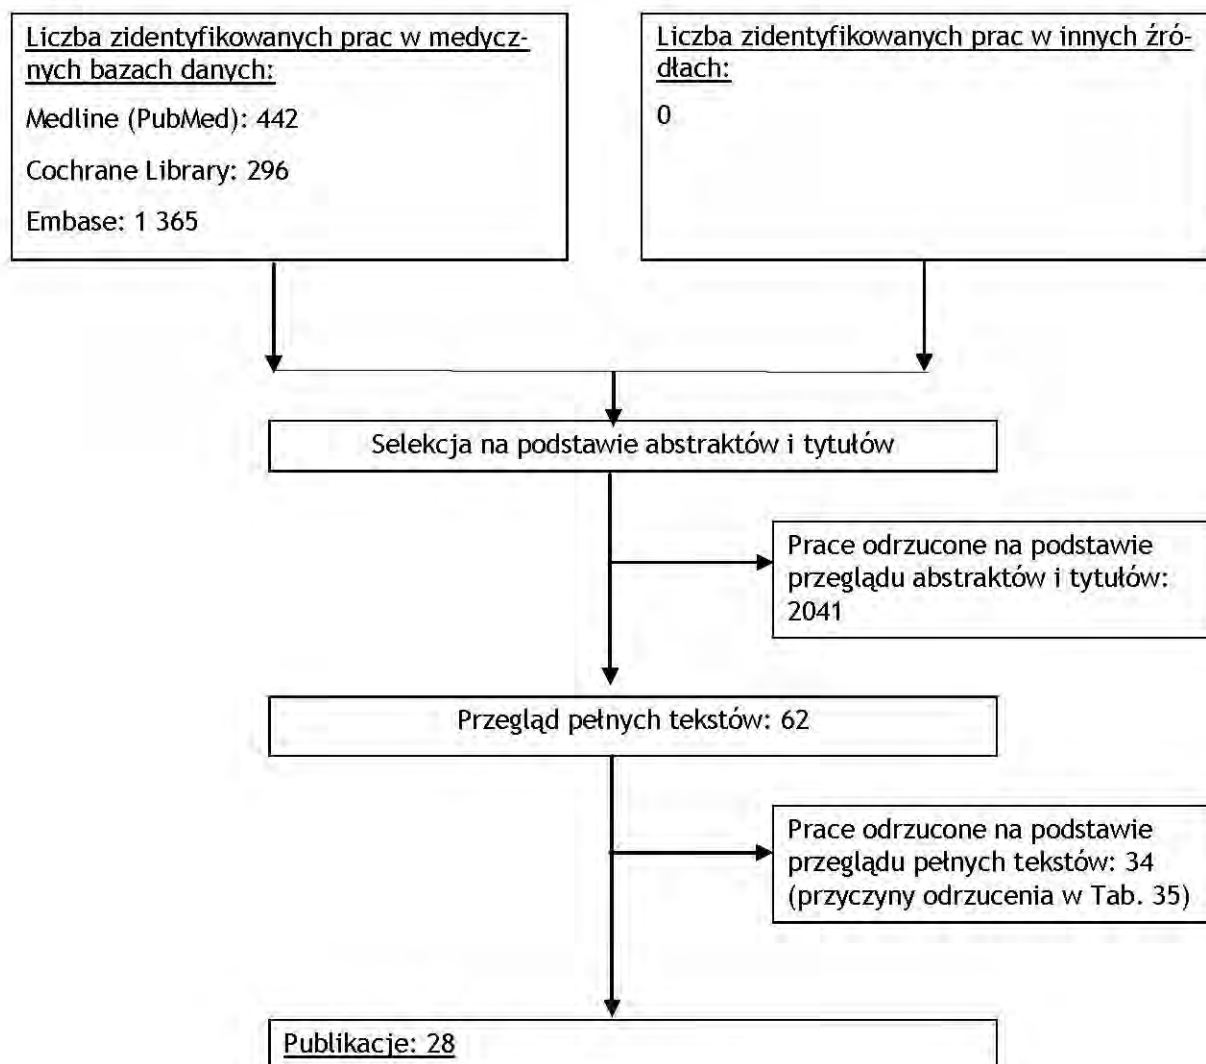 Liczba zidentyfikowanych prac w medycz-
nych bazach danych:
Medline (PubMed): 442
Cochrane Library: 296
Embase: 1 365
Liczba zidentyfikowanych prac w innych źró-
dłach:
0
Selekcja na podstawie abstraktów i tytułów
Prace odrzucone na podstawie
przeglądu abstraktów i tytułów:
2041
Przegląd pełnych tekstów: 62
Prace odrzucone na podstawie
przeglądu pełnych tekstów: 34
(przyczyny odrzucenia w Tab. 35)
Publikacje: 28